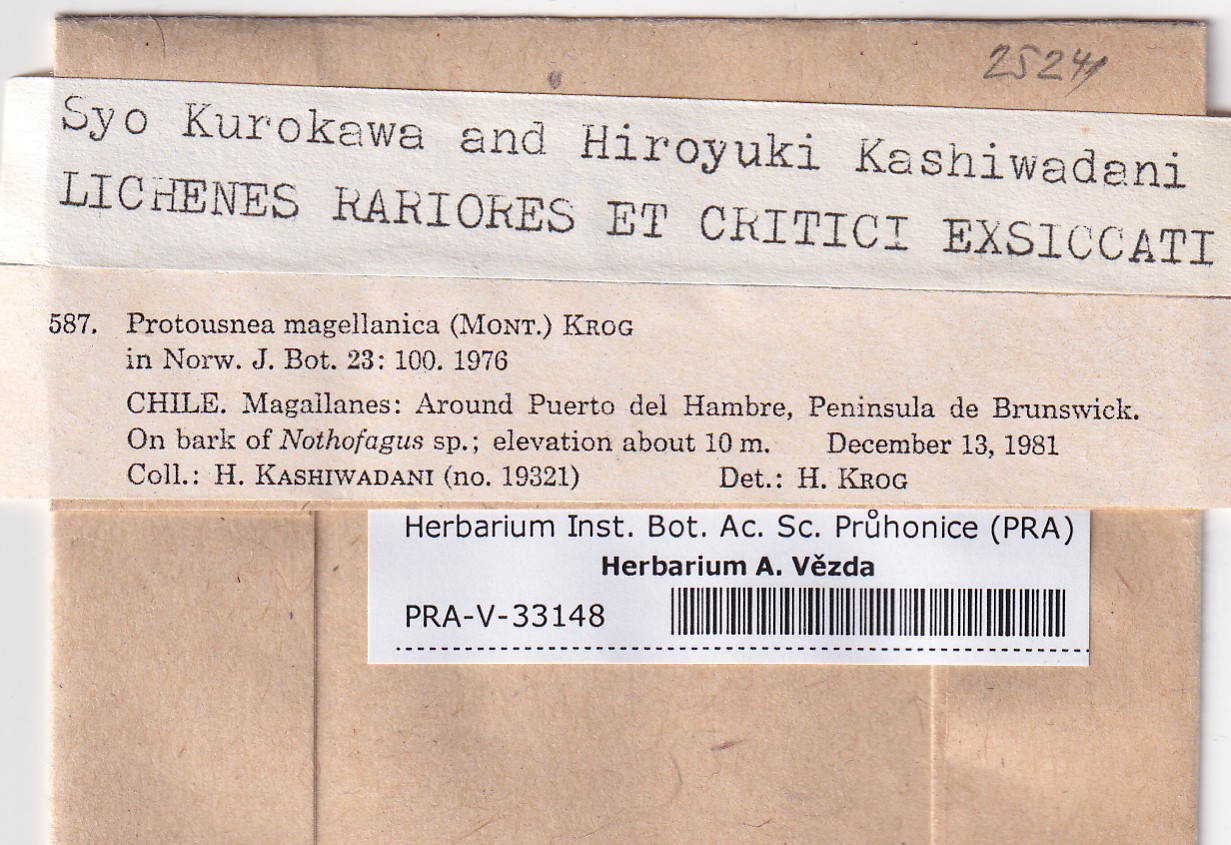 2524
Syo Kurokawa and Hiroyuki Kashiwadani
LICHENES RARIORES ET CRITICI EXSICCATI
587. Protousnea magellanica (MONT.) KROG
in Norw. J. Bot. 23: 100. 1976
CHILE. Magallanes: Around Puerto del Hambre, Peninsula de Brunswick.
On bark of Nothofagus sp.; elevation about 10 m. December 13, 1981
Coll.: H. KASHIWADANI (no. 19321) Det.: H. KROG
Herbarium Inst. Bot. Ac. Sc. Průhonice (PRA)
Herbarium A. Vězda
PRA-V-33148